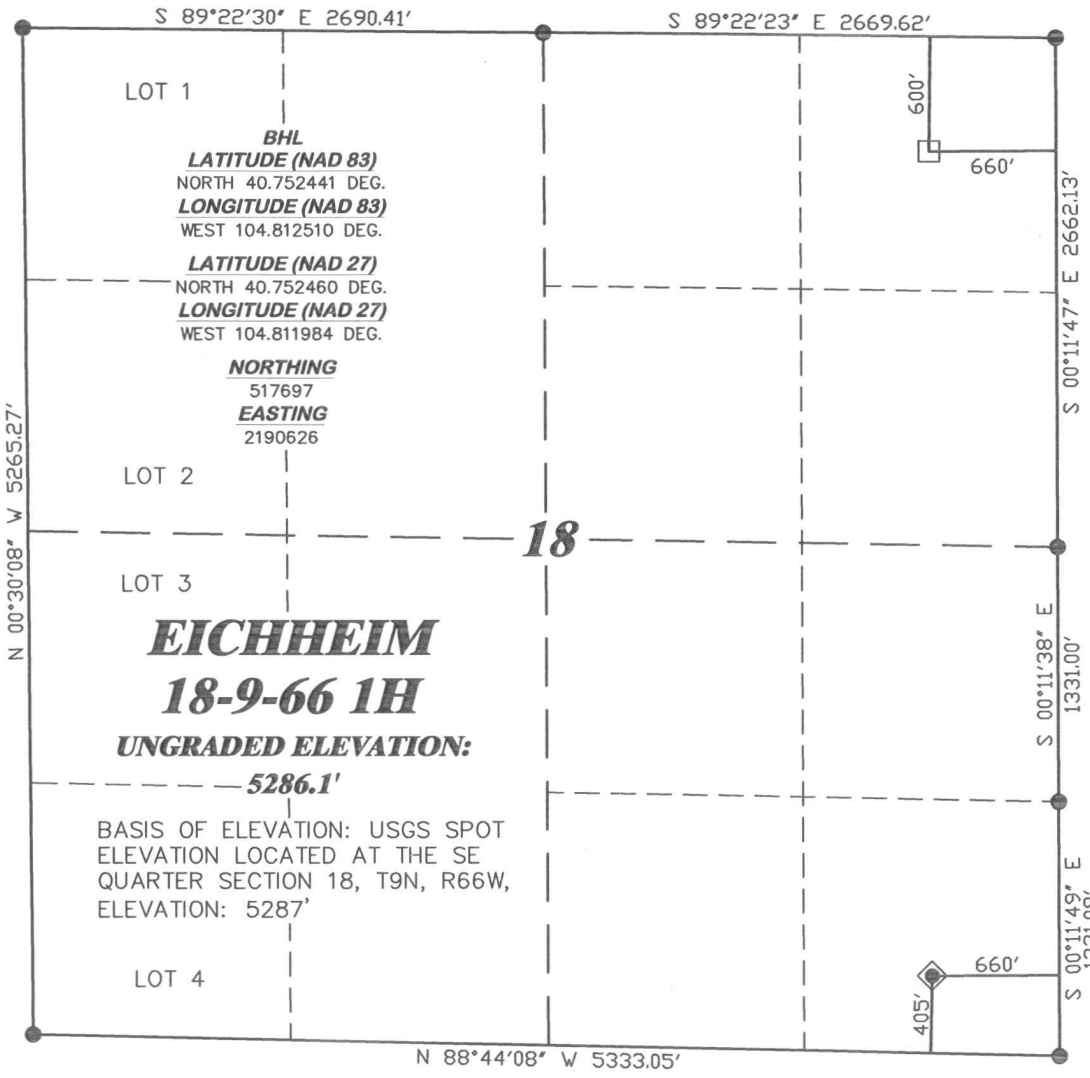 S 89°22'30" E 2690.41'
S 89°22'23" E 2669.62'
LOT 1
600'
660'
BHL
LATITUDE (NAD 83)
NORTH 40.752441 DEG.
LONGITUDE (NAD 83)
WEST 104.812510 DEG.
LATITUDE (NAD 27)
NORTH 40.752460 DEG.
LONGITUDE (NAD 27)
WEST 104.811984 DEG.
NORTHING
517697
EASTING
2190626
S 00°11'47" E 2662.13'
N 00°30'08" W 5265.27'
LOT 2
18
LOT 3
EICHHEIM
18-9-66 1H
UNGRADED ELEVATION:
5286.1'
S 00°11'38" E
1331.00'
BASIS OF ELEVATION: USGS SPOT
ELEVATION LOCATED AT THE SE
QUARTER SECTION 18, T9N, R66W,
ELEVATION: 5287'
LOT 4
660'
405'
S 00°11'49" E
N 88°44'08" W 5333.05'